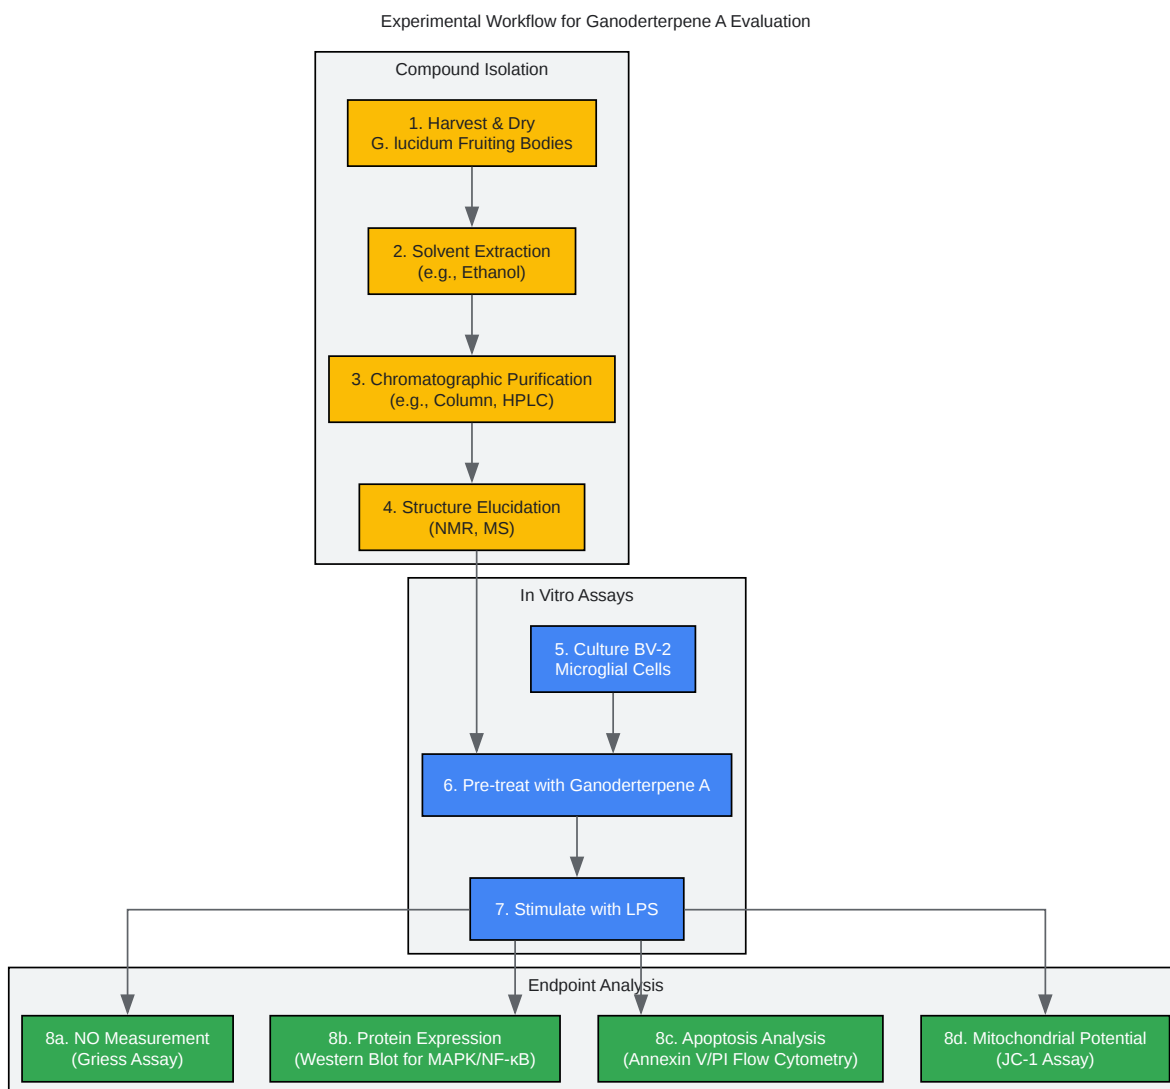 Experimental Workflow for Ganoderterpene A Evaluation
Compound Isolation
1. Harvest & Dry
G. lucidum Fruiting Bodies
2. Solvent Extraction
(e.g., Ethanol)
3. Chromatographic Purification
(e.g., Column, HPLC)
4. Structure Elucidation
(NMR, MS)
In Vitro Assays
5. Culture BV-2
Microglial Cells
6. Pre-treat with Ganoderterpene A
7. Stimulate with LPS
Endpoint Analysis
8a. NO Measurement
(Griess Assay)
8b. Protein Expression
(Western Blot for MAPK/NF-κB)
8c. Apoptosis Analysis
(Annexin V/PI Flow Cytometry)
8d. Mitochondrial Potential
(JC-1 Assay)